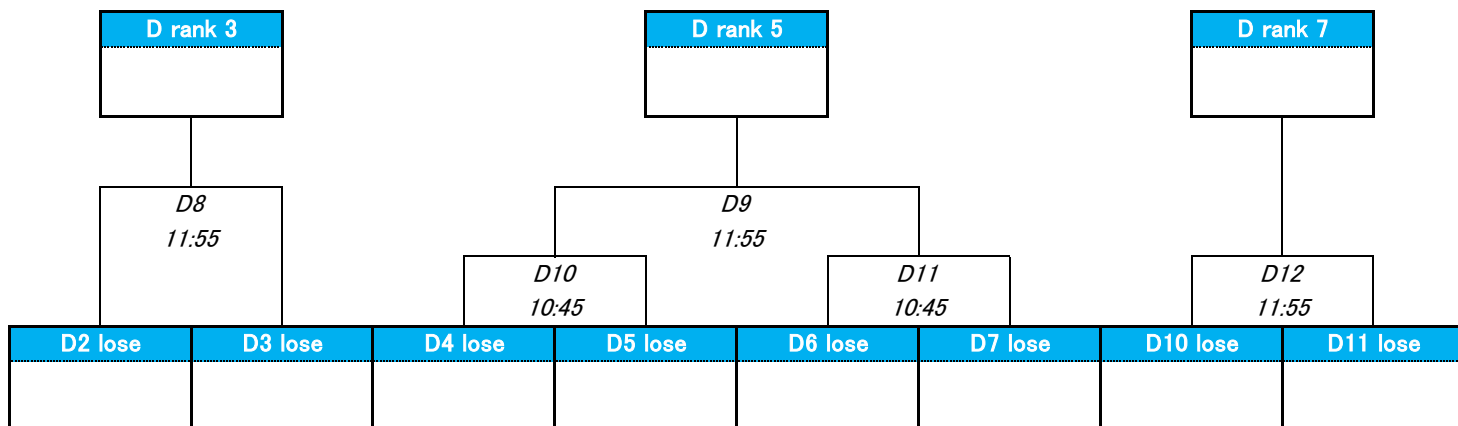 D rank 3
D rank 5
D rank 7
D8
11:55
D9
11:55
D10
10:45
D11
10:45
D12
11:55
D2 lose
D3 lose
D4 lose
D5 lose
D6 lose
D7 lose
D10 lose
D11 lose